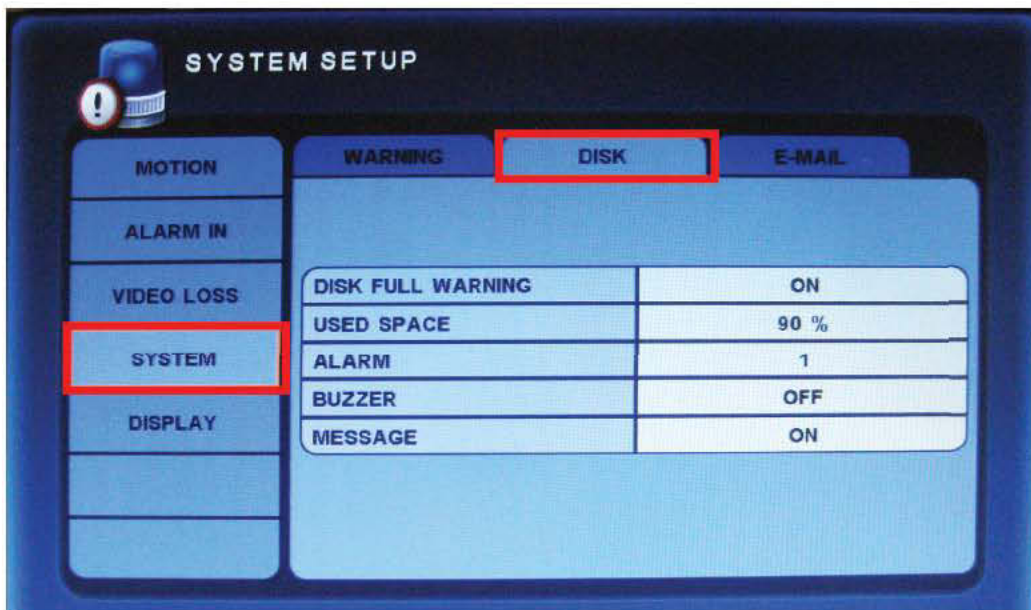 SYSTEM SETUP
!
MOTION
ALARM IN
VIDEO LOSS
SYSTEM
DISPLAY
WARNING DISK E-MAIL
DISK FULL WARNING ON
USED SPACE 90 %
ALARM 1
BUZZER OFF
MESSAGE ON